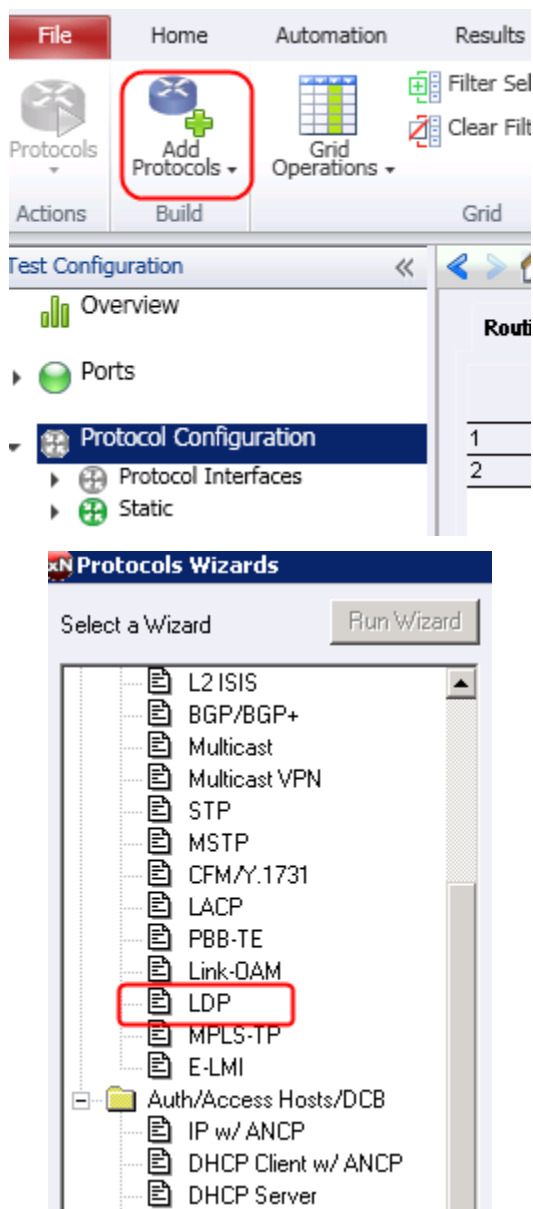 File Home Automation Results
Protocols
Add
Protocols
Grid
Operations
Filter Sel
Clear Filt
Actions Build Grid
Test Configuration
Overview
Ports
Protocol Configuration
Protocol Interfaces
Static
Routi
1
2
xN Protocols Wizards
Select a Wizard Run Wizard
L2 ISIS
BGP/BGP+
Multicast
Multicast VPN
STP
MSTP
CFM/Y.1731
LACP
PBB-TE
Link-OAM
LDP
MPLS-TP
E-LMI
Auth/Access Hosts/DCB
IP w/ ANCP
DHCP Client w/ ANCP
DHCP Server